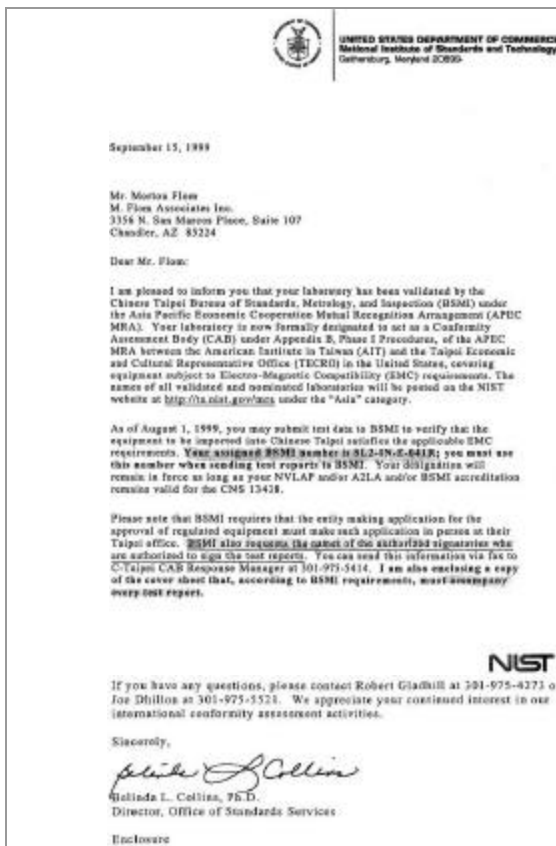 UNITED STATES DEPARTMENT OF COMMERCE
National Institute of Standards and Technology
Gaithersburg, Maryland 20899-
September 15, 1999
Mr. Morton Flom
M. Flom Associates Inc.
3356 N. San Marcos Place, Suite 107
Chandler, AZ 85224
Dear Mr. Flom:
I am pleased to inform you that your laboratory has been validated by the
Chinese Taipei Bureau of Standards, Metrology, and Inspection (BSMI) under
the Asia Pacific Economic Cooperation Mutual Recognition Arrangement (APEC
MRA). Your laboratory is now formally designated to act as a Conformity
Assessment Body (CAB) under Appendix B, Phase I Procedures, of the APEC
MRA between the American Institute in Taiwan (AIT) and the Taipei Economic
and Cultural Representative Office (TECRO) in the United States, covering
equipment subject to Electro-Magnetic Compatibility (EMC) requirements. The
names of all validated and nominated laboratories will be posted on the NIST
website at http://ts.nist.gov/mra under the "Asia" category.
As of August 1, 1999, you may submit test data to BSMI to verify that the
equipment to be imported into Chinese Taipei satisfies the applicable EMC
requirements. Your assigned BSMI number is SL2-IN-E-041R; you must use
this number when sending test reports to BSMI. Your designation will
remain in force as long as your NVLAP and/or A2LA and/or BSMI accreditation
remains valid for the CNS 13438.
Please note that BSMI requires that the entity making application for the
approval of regulated equipment must make such application in person at their
Taipei office. BSMI also requests the names of the authorized signatories who
are authorized to sign the test reports. You can send this information via fax to
C-Taipei CAB Response Manager at 301-975-5414. I am also enclosing a copy
of the cover sheet that, according to BSMI requirements, must accompany
every test report.
NIST
If you have any questions, please contact Robert Gladhill at 301-975-4273 o
Joe Dhillon at 301-975-5521. We appreciate your continued interest in our
international conformity assessment activities.
Sincerely,
Belinda L Collins
Belinda L. Collins, Ph.D.
Director, Office of Standards Services
Enclosure